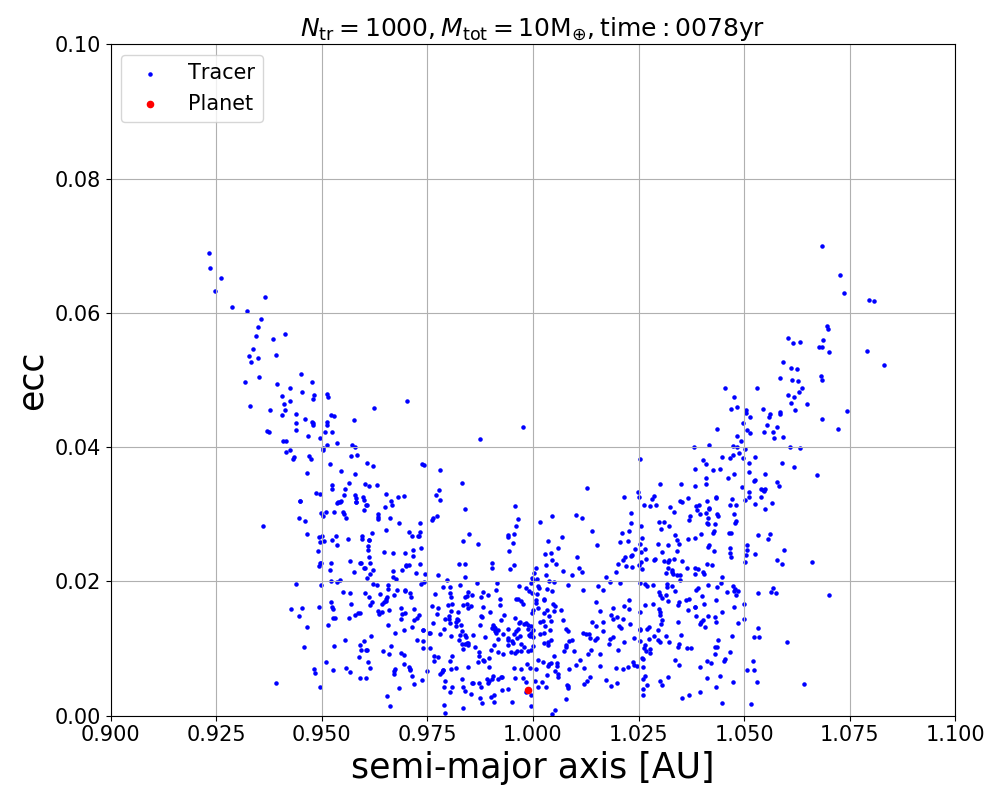 N_tr = 1000, M_tot = 10M_⊕, time : 0078yr
Tracer
Planet
0.10
0.08
0.06
0.04
0.02
0.00
ecc
0.900 0.925 0.950 0.975 1.000 1.025 1.050 1.075 1.100
semi-major axis [AU]